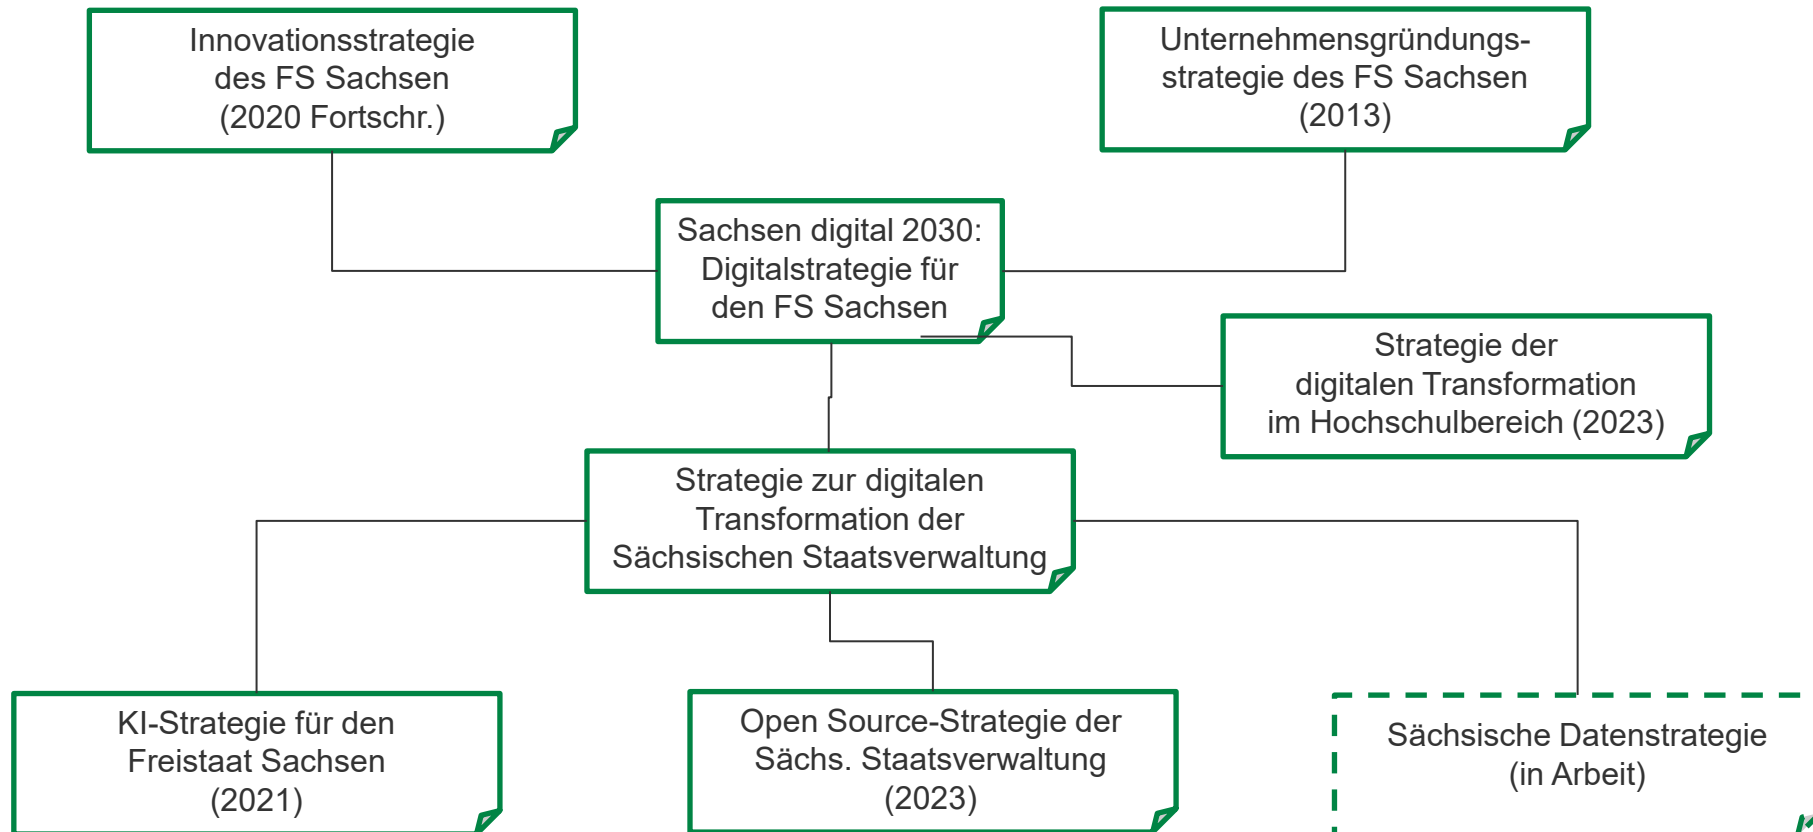 Innovationsstrategie
des FS Sachsen
(2020 Fortschr.)
Unternehmensgründungs-
strategie des FS Sachsen
(2013)
Sachsen digital 2030:
Digitalstrategie für
den FS Sachsen
Strategie der
digitalen Transformation
im Hochschulbereich (2023)
Strategie zur digitalen
Transformation der
Sächsischen Staatsverwaltung
KI-Strategie für den
Freistaat Sachsen
(2021)
Open Source-Strategie der
Sächs. Staatsverwaltung
(2023)
Sächsische Datenstrategie
(in Arbeit)